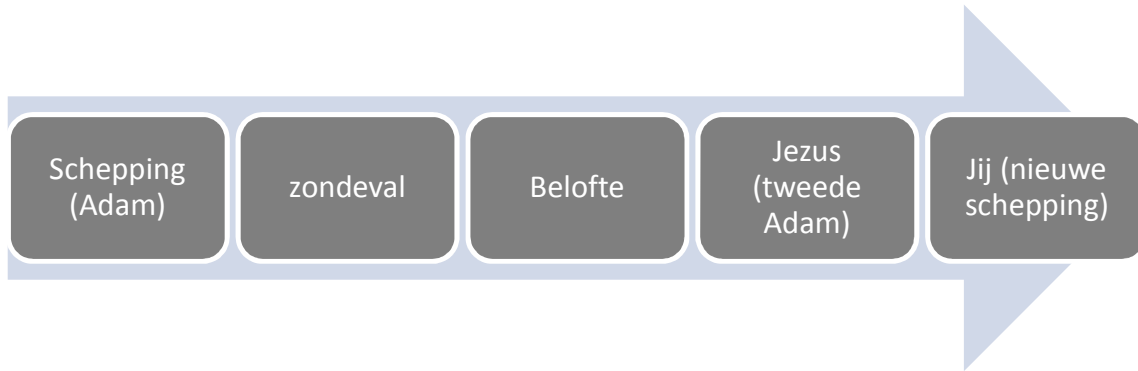 Schepping
(Adam)
zondeval
Belofte
Jezus
(tweede
Adam)
Jij (nieuwe
schepping)